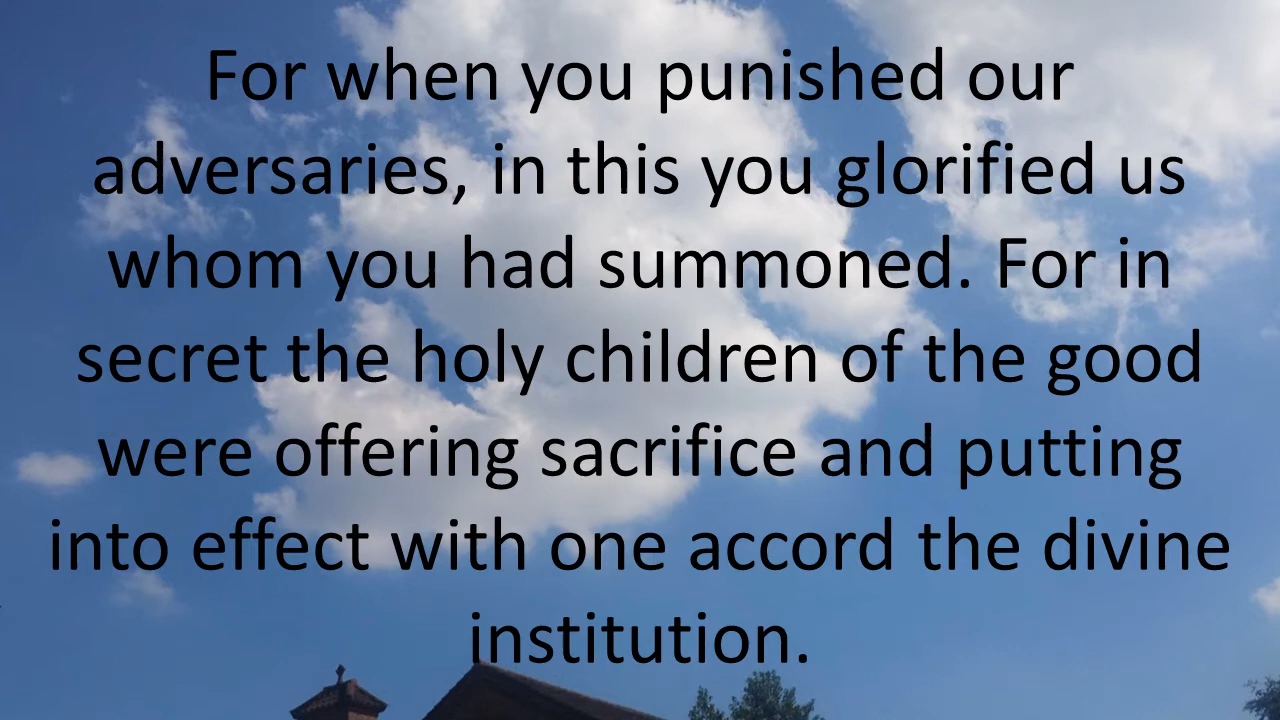 For when you punished our
adversaries, in this you glorified us
whom you had summoned. For in
secret the holy children of the good
were offering sacrifice and putting
into effect with one accord the divine
institution.